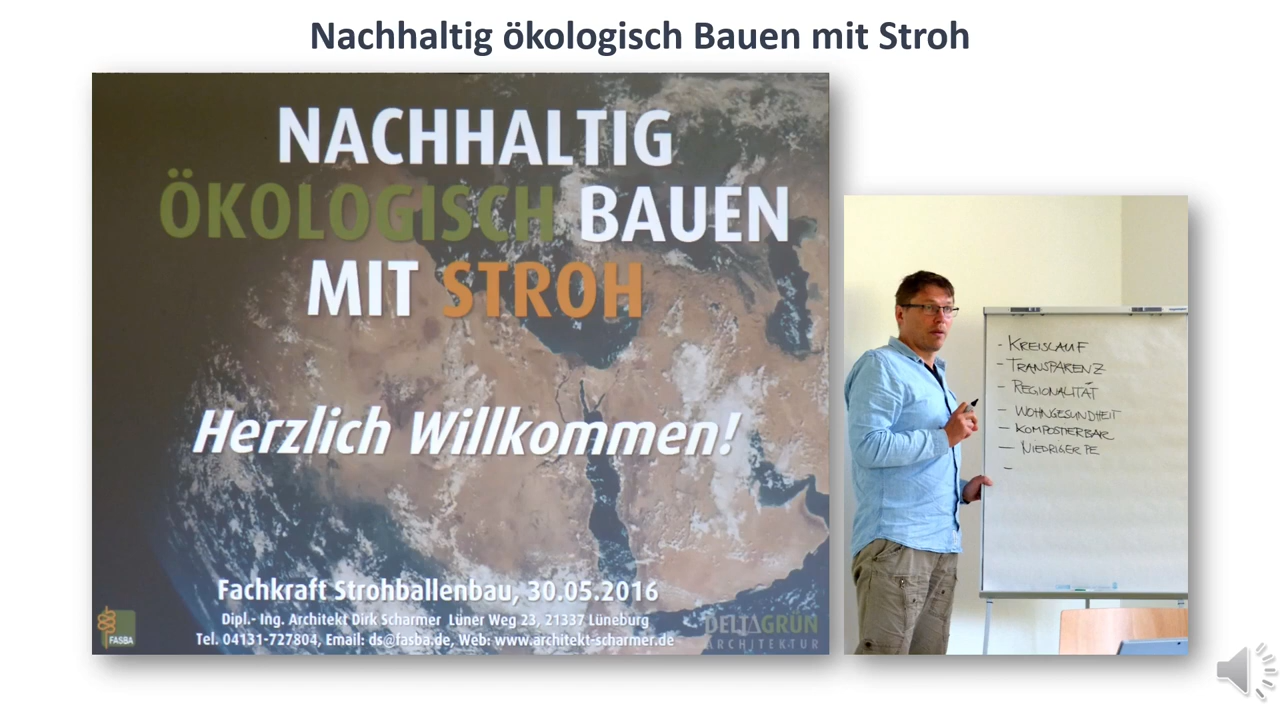 Nachhaltig ökologisch Bauen mit Stroh
NACHHALTIG
ÖKOLOGISCH BAUEN
MIT STROH
Herzlich Willkommen!
Fachkraft Strohballenbau, 30.05.2016
Dipl.- Ing. Architekt Dirk Scharmer Lüner Weg 23, 21337 Lüneburg
Tel. 04131-727804, Email: ds@fasba.de, Web: www.architekt-scharmer.de
FASBA
DELTAGRÜN
ARCHITEKTUR
- KREISLAUF
- TRANSPARENZ
- REGIONALITÄT
- WOHNGESUNDHEIT
- KOMPOSTIERBAR
- NIEDRIGER PE
-